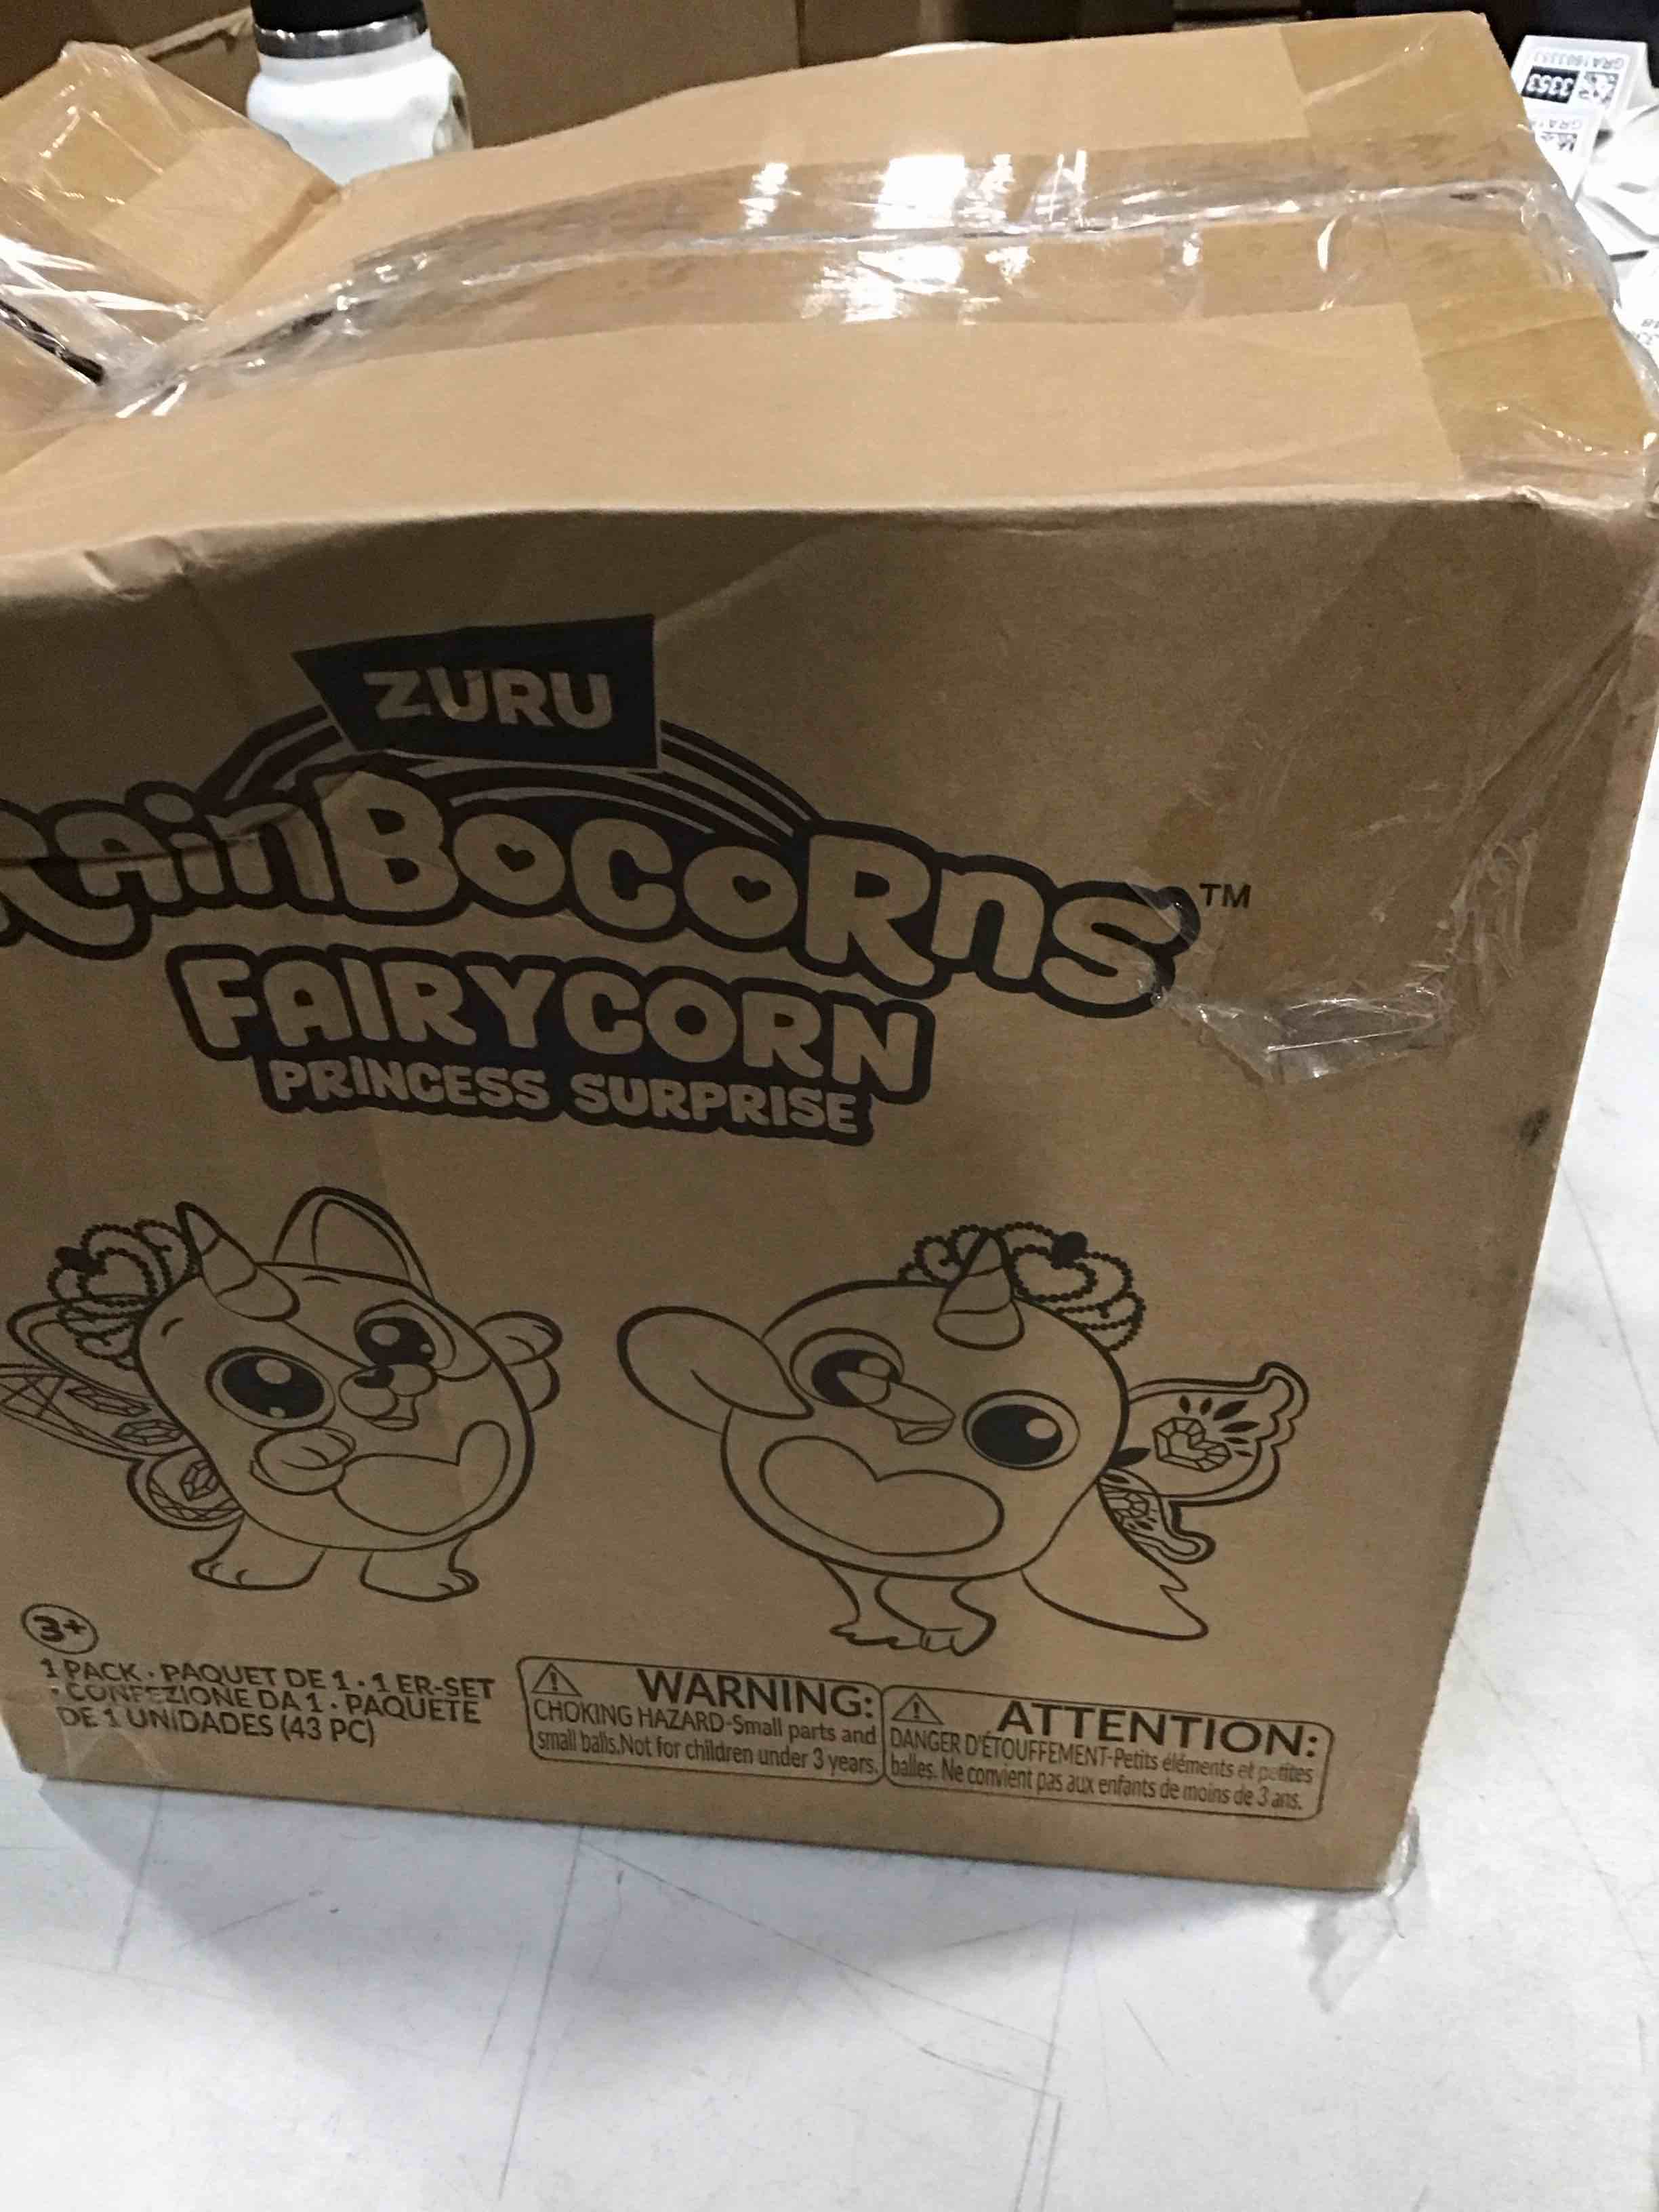 3353
GRA1603353
ZURU
RainBocoRns™
FAIRYCORN
PRINCESS SURPRISE
3+
1 PACK · PAQUET DE 1 · 1 ER-SET
· CONFEZIONE DA 1 · PAQUETE
DE 1 UNIDADES (43 PC)
WARNING:
CHOKING HAZARD-Small parts and
small balls.Not for children under 3 years.
ATTENTION:
DANGER D'ÉTOUFFEMENT-Petits éléments et petites
balles. Ne convient pas aux enfants de moins de 3 ans.